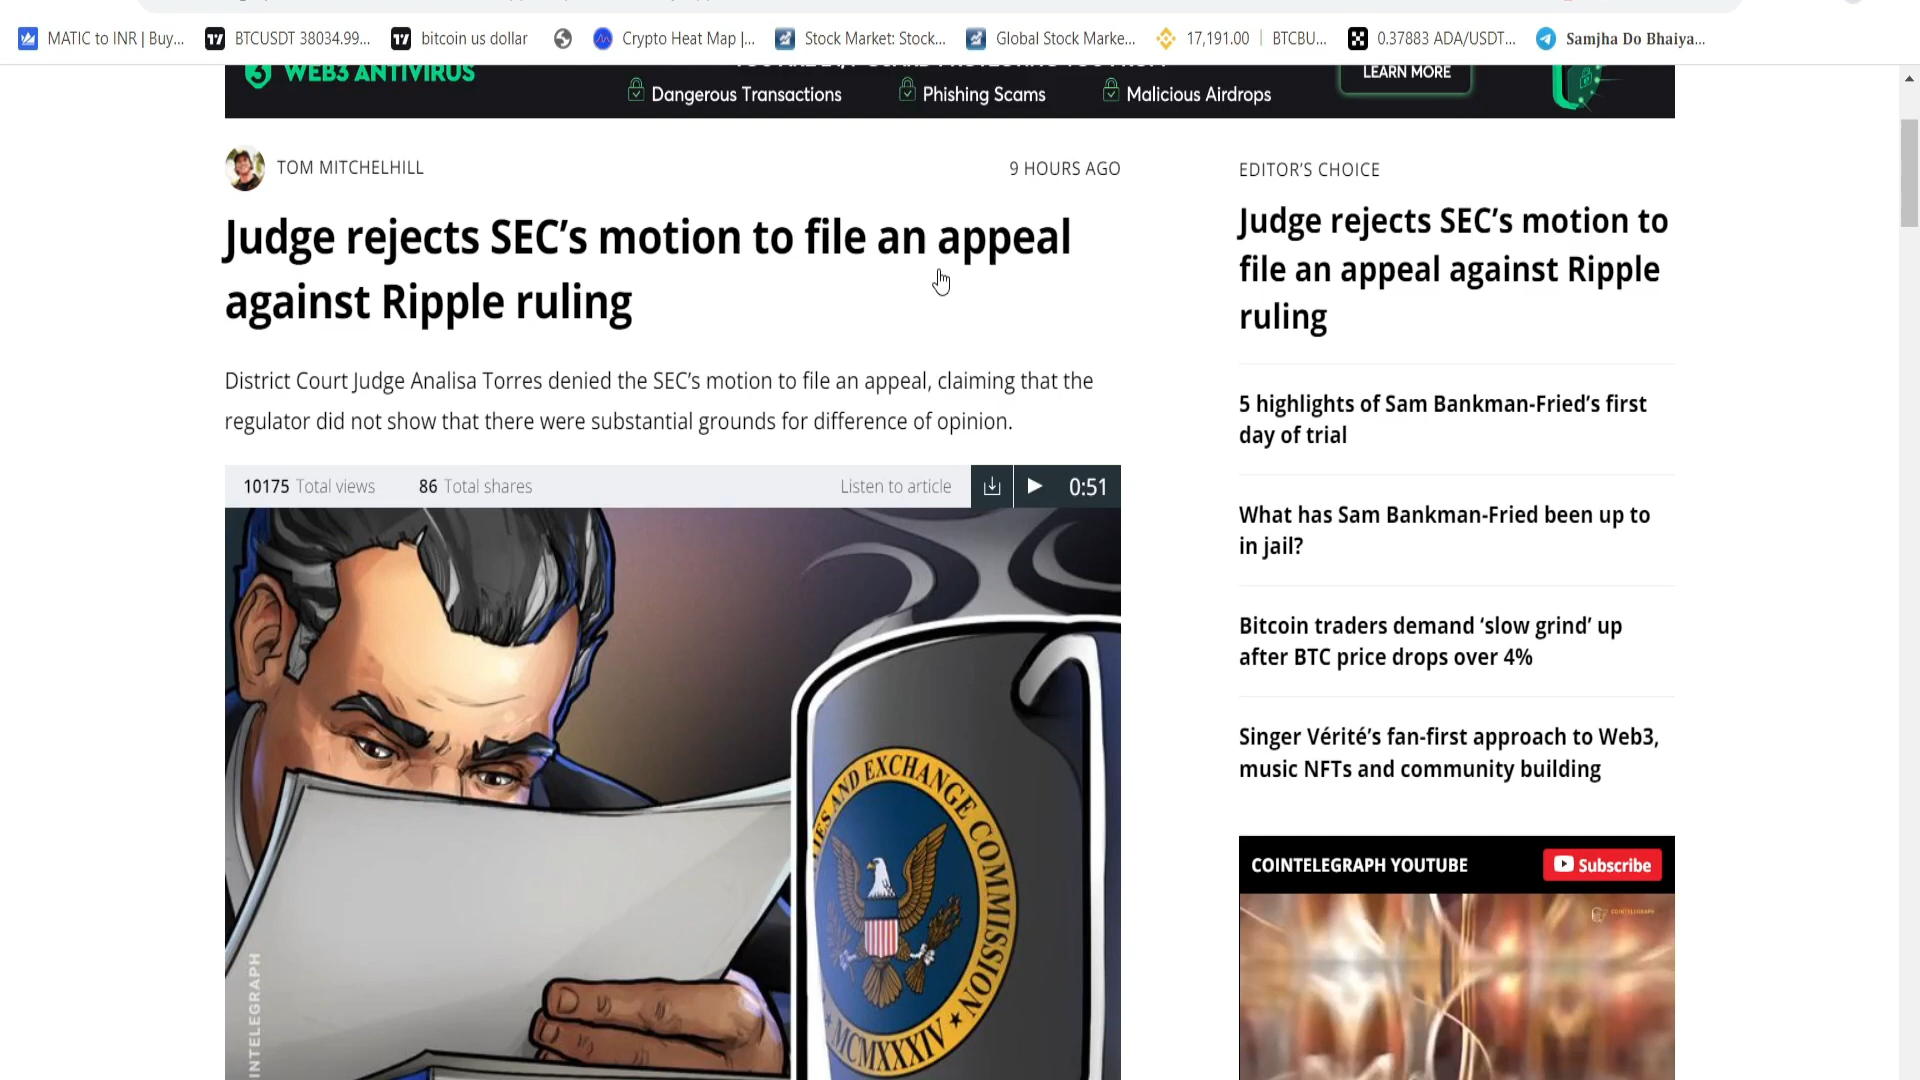 MATIC to INR | Buy...
BTCUSDT 38034.99...
bitcoin us dollar
Crypto Heat Map |...
Stock Market: Stock...
Global Stock Marke...
17,191.00 | BTCBU...
0.37883 ADA/USDT...
Samjha Do Bhaiya...
WEB3 ANTIVIRUS
Dangerous Transactions
Phishing Scams
Malicious Airdrops
LEARN MORE
TOM MITCHELHILL
9 HOURS AGO
Judge rejects SEC’s motion to file an appeal
against Ripple ruling
District Court Judge Analisa Torres denied the SEC’s motion to file an appeal, claiming that the
regulator did not show that there were substantial grounds for difference of opinion.
10175 Total views
86 Total shares
Listen to article
0:51
AND EXCHANGE COMMISSION
MCMXXXIV
EDITOR’S CHOICE
Judge rejects SEC’s motion to
file an appeal against Ripple
ruling
5 highlights of Sam Bankman-Fried’s first
day of trial
What has Sam Bankman-Fried been up to
in jail?
Bitcoin traders demand ‘slow grind’ up
after BTC price drops over 4%
Singer Vérité’s fan-first approach to Web3,
music NFTs and community building
COINTELEGRAPH YOUTUBE
Subscribe
COINTELEGRAPH